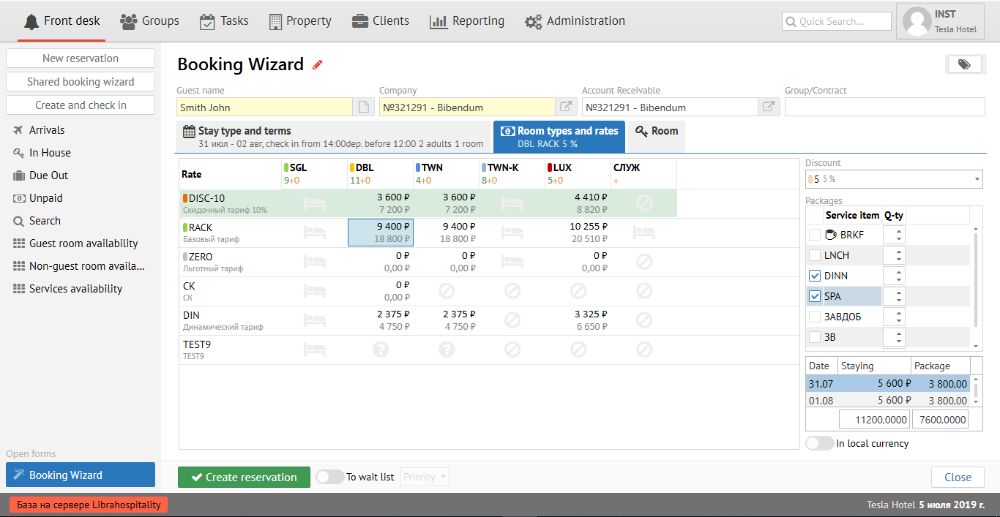 Front desk Groups Tasks Property Clients Reporting Administration Quick Search... INST
Tesla Hotel
New reservation
Shared booking wizard
Create and check in
Arrivals
In House
Due Out
Unpaid
Search
Guest room availability
Non-guest room availa...
Services availability
Open forms
Booking Wizard
Booking Wizard
Guest name Company Account Receivable Group/Contract
Smith John №321291 - Bibendum №321291 - Bibendum
Stay type and terms
31 июл - 02 авг, check in from 14:00dep. before 12:00 2 adults 1 room
Room types and rates
DBL RACK 5 %
Room
Rate SGL DBL TWN TWN-K LUX СЛУЖ
9+0 11+0 4+0 8+0 5+0 +
DISC-10 3 600 ₽ 3 600 ₽ 4 410 ₽
Скидочный тариф 10% 7 200 ₽ 7 200 ₽ 8 820 ₽
RACK 9 400 ₽ 9 400 ₽ 10 255 ₽
Базовый тариф 18 800 ₽ 18 800 ₽ 20 510 ₽
ZERO 0 ₽ 0 ₽ 0 ₽
Льготный тариф 0,00 ₽ 0,00 ₽ 0,00 ₽
СК 0 ₽
СК 0,00 ₽
DIN 2 375 ₽ 2 375 ₽ 3 325 ₽
Динамический тариф 4 750 ₽ 4 750 ₽ 6 650 ₽
TEST9
TEST9
Discount
5 5 %
Packages
Service item Q-ty
BRKF
LNCH
DINN
SPA
ЗАВДОБ
ЗВ
Date Staying Package
31.07 5 600 ₽ 3 800,00
01.08 5 600 ₽ 3 800,00
11200,0000 7600,0000
In local currency
Create reservation To wait list Priority Close
База на сервере Librahospitality Tesla Hotel 5 июля 2019 г.